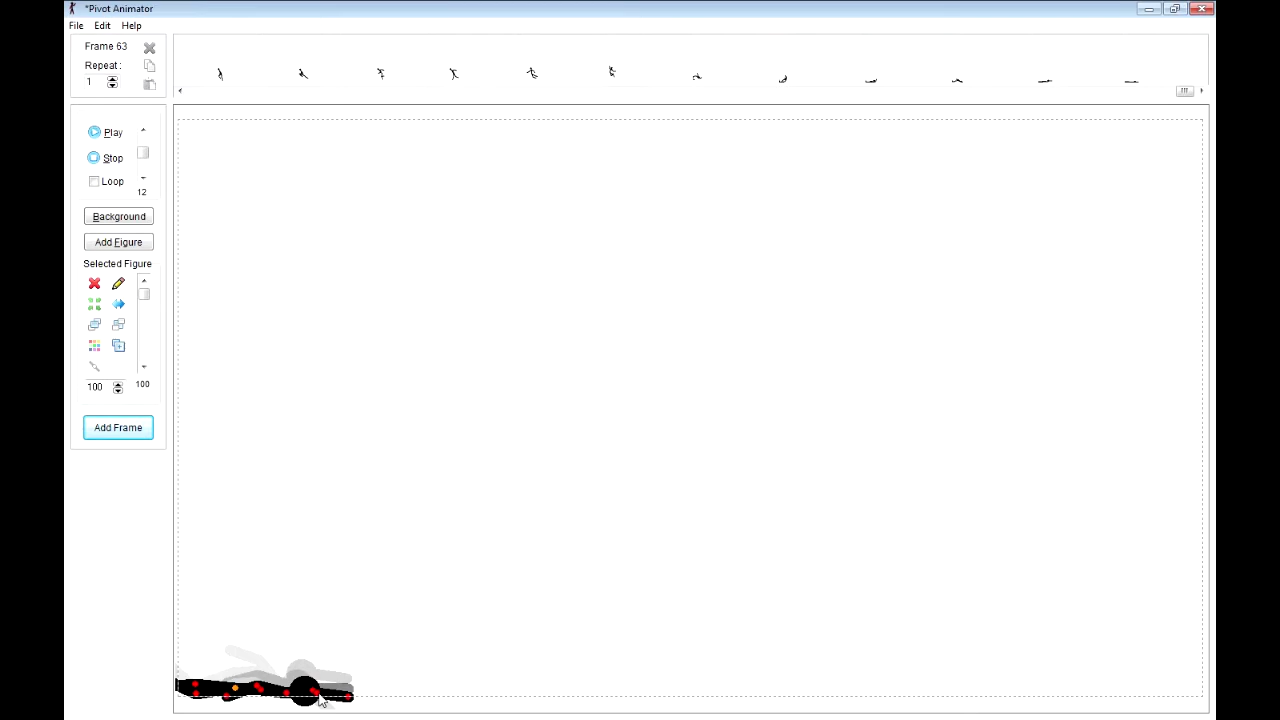 *Pivot Animator
File Edit Help
Frame 63
Repeat:
1
Play
Stop
Loop
12
Background
Add Figure
Selected Figure
100 100
Add Frame